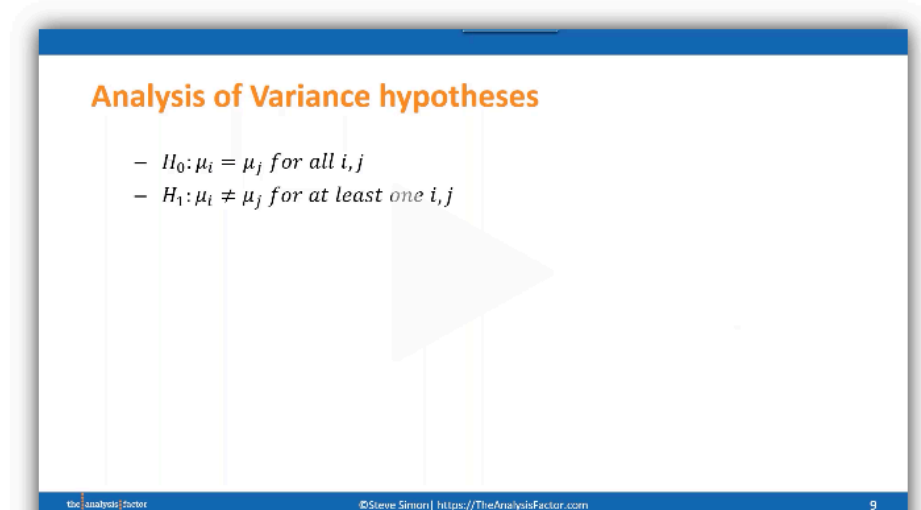 Analysis of Variance hypotheses
– H₀: μᵢ = μⱼ for all i, j
– H₁: μᵢ ≠ μⱼ for at least one i, j
the analysis factor
©Steve Simon| https://TheAnalysisFactor.com
9